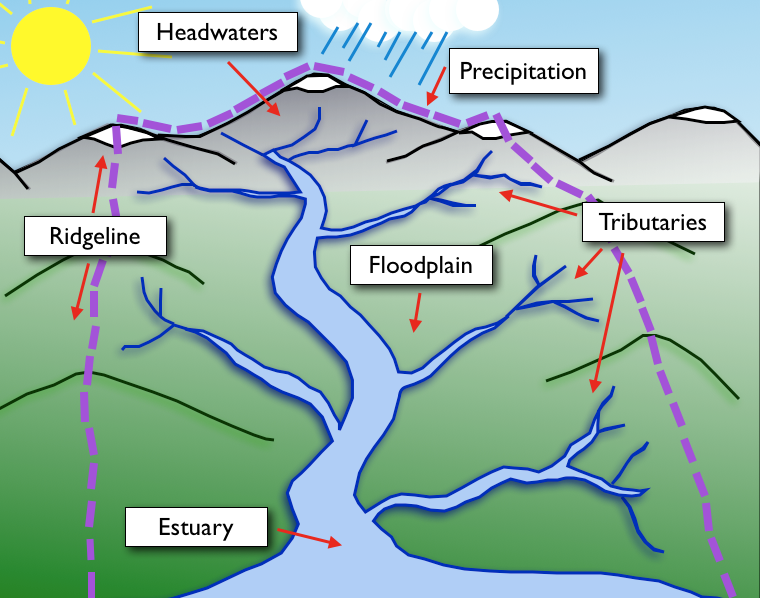 Headwaters
Precipitation
Ridgeline
Tributaries
Floodplain
Estuary